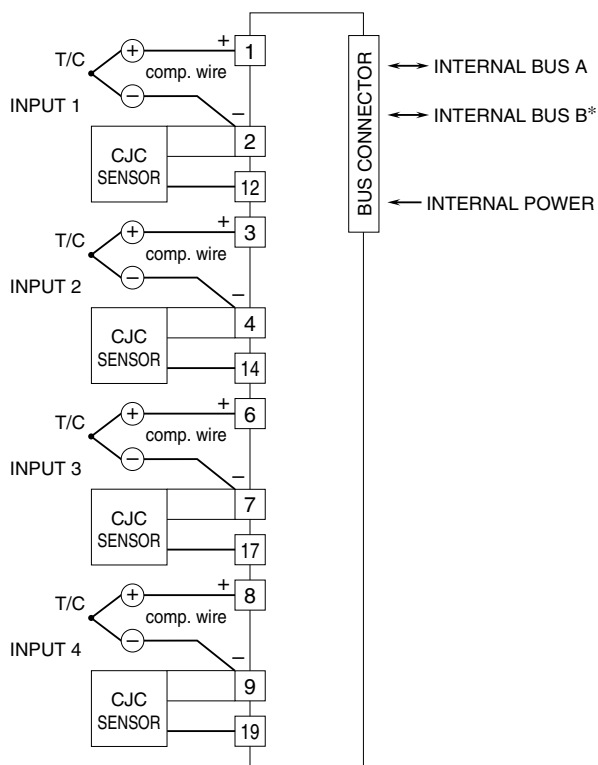 T/C
+
+
1
comp. wire
INPUT 1
−
−
2
CJC
SENSOR
12
T/C
+
+
3
comp. wire
INPUT 2
−
−
4
CJC
SENSOR
14
T/C
+
+
6
comp. wire
INPUT 3
−
−
7
CJC
SENSOR
17
T/C
+
+
8
comp. wire
INPUT 4
−
−
9
CJC
SENSOR
19
BUS CONNECTOR
INTERNAL BUS A
INTERNAL BUS B*
INTERNAL POWER